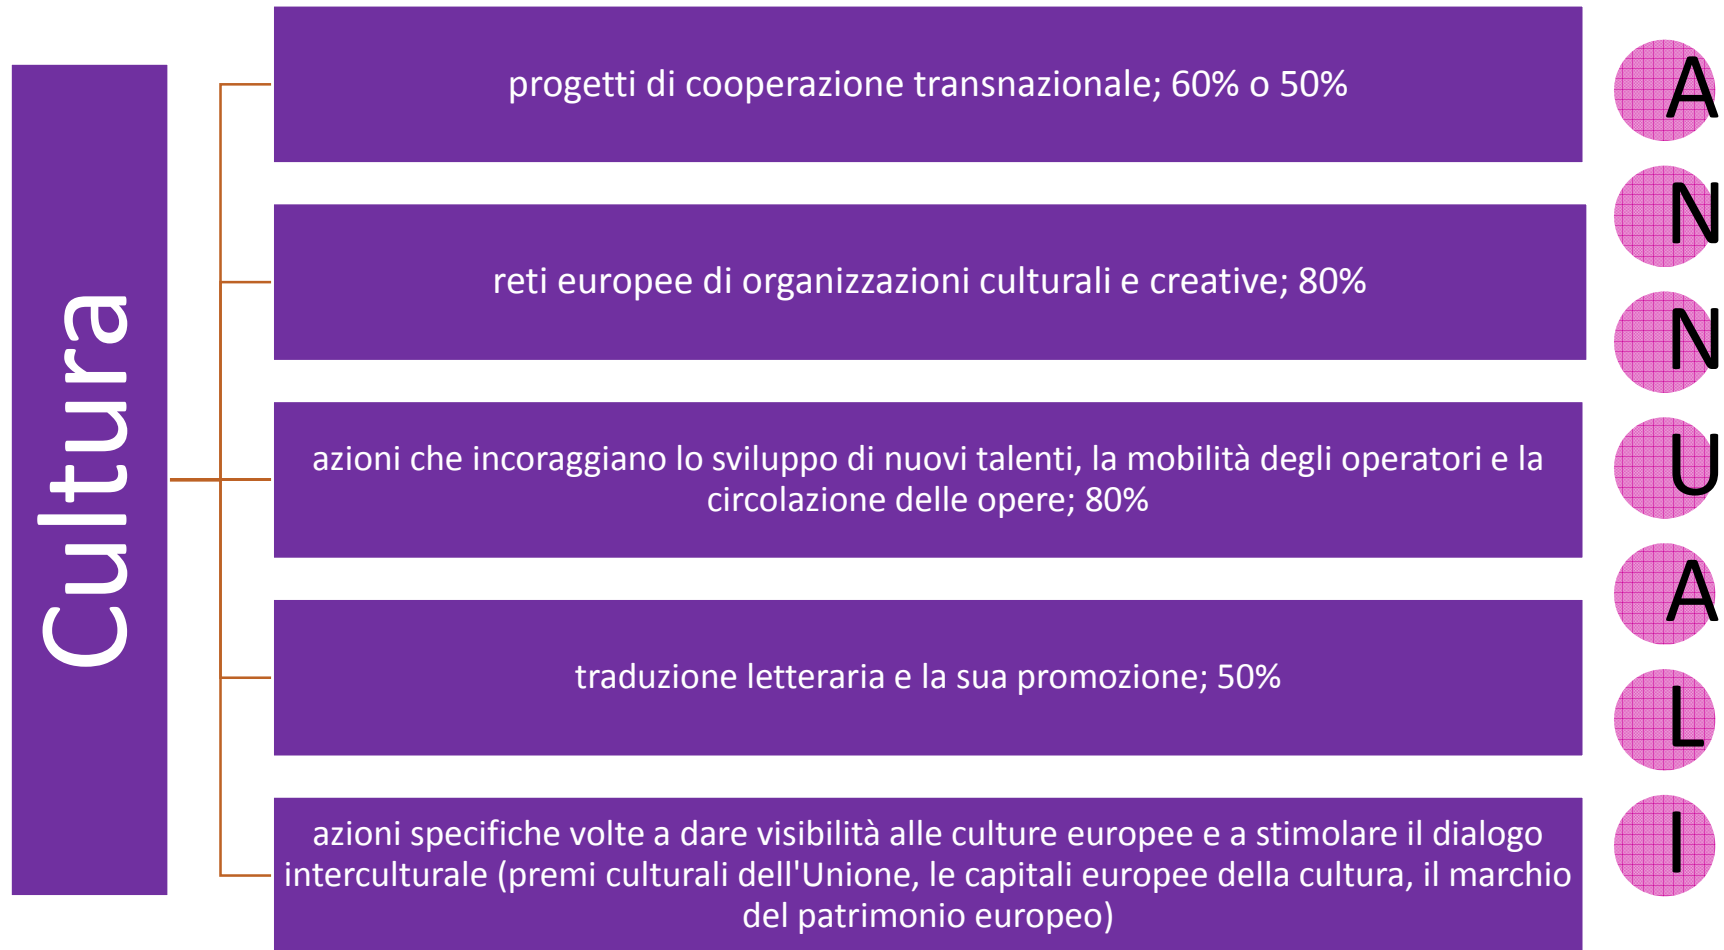 Cultura
progetti di cooperazione transnazionale; 60% o 50%
reti europee di organizzazioni culturali e creative; 80%
azioni che incoraggiano lo sviluppo di nuovi talenti, la mobilità degli operatori e la
circolazione delle opere; 80%
traduzione letteraria e la sua promozione; 50%
azioni specifiche volte a dare visibilità alle culture europee e a stimolare il dialogo
interculturale (premi culturali dell'Unione, le capitali europee della cultura, il marchio
del patrimonio europeo)
A
N
N
U
A
L
I